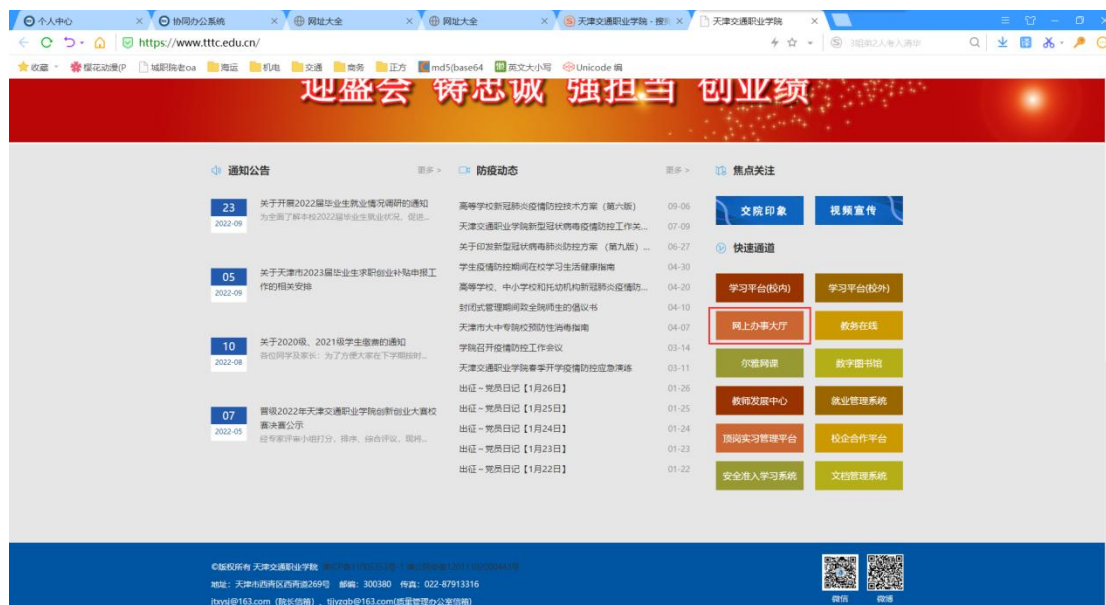 个人中心
协同办公系统
网址大全
网址大全
天津交通职业学院 - 搜
天津交通职业学院
https://www.tttc.edu.cn/
收藏
樱花动漫(P
城职院老oa
海运
机电
交通
商务
正方
md5(base64
英文大小写
Unicode 编
迎盛会 铸忠诚 强担当 创业绩
通知公告
更多 >
23
2022-09
关于开展2022届毕业生就业情况调研的通知
为全面了解本校2022届毕业生就业状况，促进...
05
2022-09
关于天津市2023届毕业生求职创业补贴申报工
作的相关安排
10
2022-08
关于2020级、2021级学生缴费的通知
各位同学及家长：为了方便大家在下学期按时...
07
2022-05
晋级2022年天津交通职业学院创新创业大赛校
赛决赛公示
经专家评审小组打分，排序、综合评议，现将...
防疫动态
更多 >
高等学校新冠肺炎疫情防控技术方案（第六版） 09-06
天津交通职业学院新型冠状病毒疫情防控工作关... 07-09
关于印发新型冠状病毒肺炎防控方案 （第九版）... 06-27
学生疫情防控期间在校学习生活健康指南 04-30
高等学校、中小学校和托幼机构新冠肺炎疫情防... 04-20
封闭式管理期间致全院师生的倡议书 04-10
天津市大中专院校预防性消毒指南 04-07
学院召开疫情防控工作会议 03-14
天津交通职业学院春季开学疫情防控应急演练 03-11
出征～党员日记【1月26日】 01-26
出征～党员日记【1月25日】 01-25
出征～党员日记【1月24日】 01-24
出征～党员日记【1月23日】 01-23
出征～党员日记【1月22日】 01-22
焦点关注
交院印象
视频宣传
快速通道
学习平台(校内)
学习平台(校外)
网上办事大厅
教务在线
尔雅网课
数字图书馆
教师发展中心
就业管理系统
顶岗实习管理平台
校企合作平台
安全准入学习系统
文档管理系统
©版权所有 天津交通职业学院
地址：天津市西青区西青道269号 邮编：300380 传真：022-87913316
jtxysj@163.com（院长信箱）、tjjyzgb@163.com(质量管理办公室信箱)
微信
微博